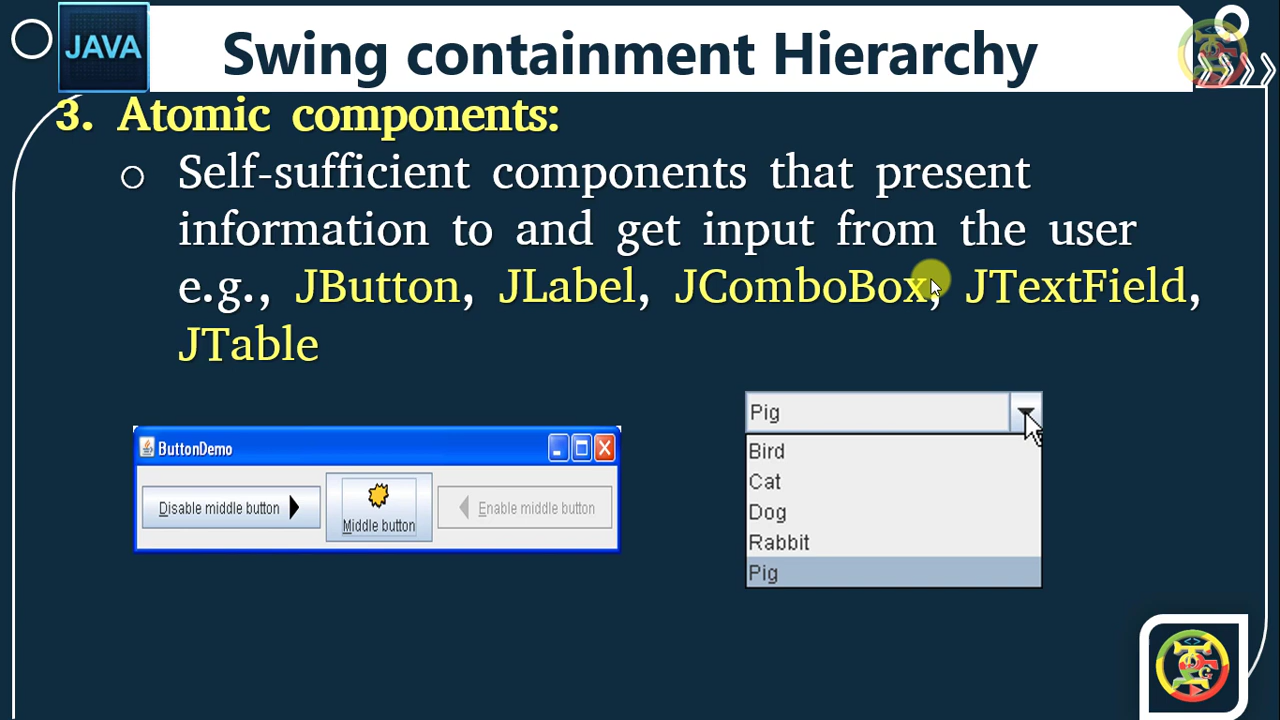 JAVA
Swing containment Hierarchy
3. Atomic components:
Self-sufficient components that present
information to and get input from the user
e.g., JButton, JLabel, JComboBox, JTextField,
JTable
ButtonDemo
Disable middle button
Middle button
Enable middle button
Pig
Bird
Cat
Dog
Rabbit
Pig